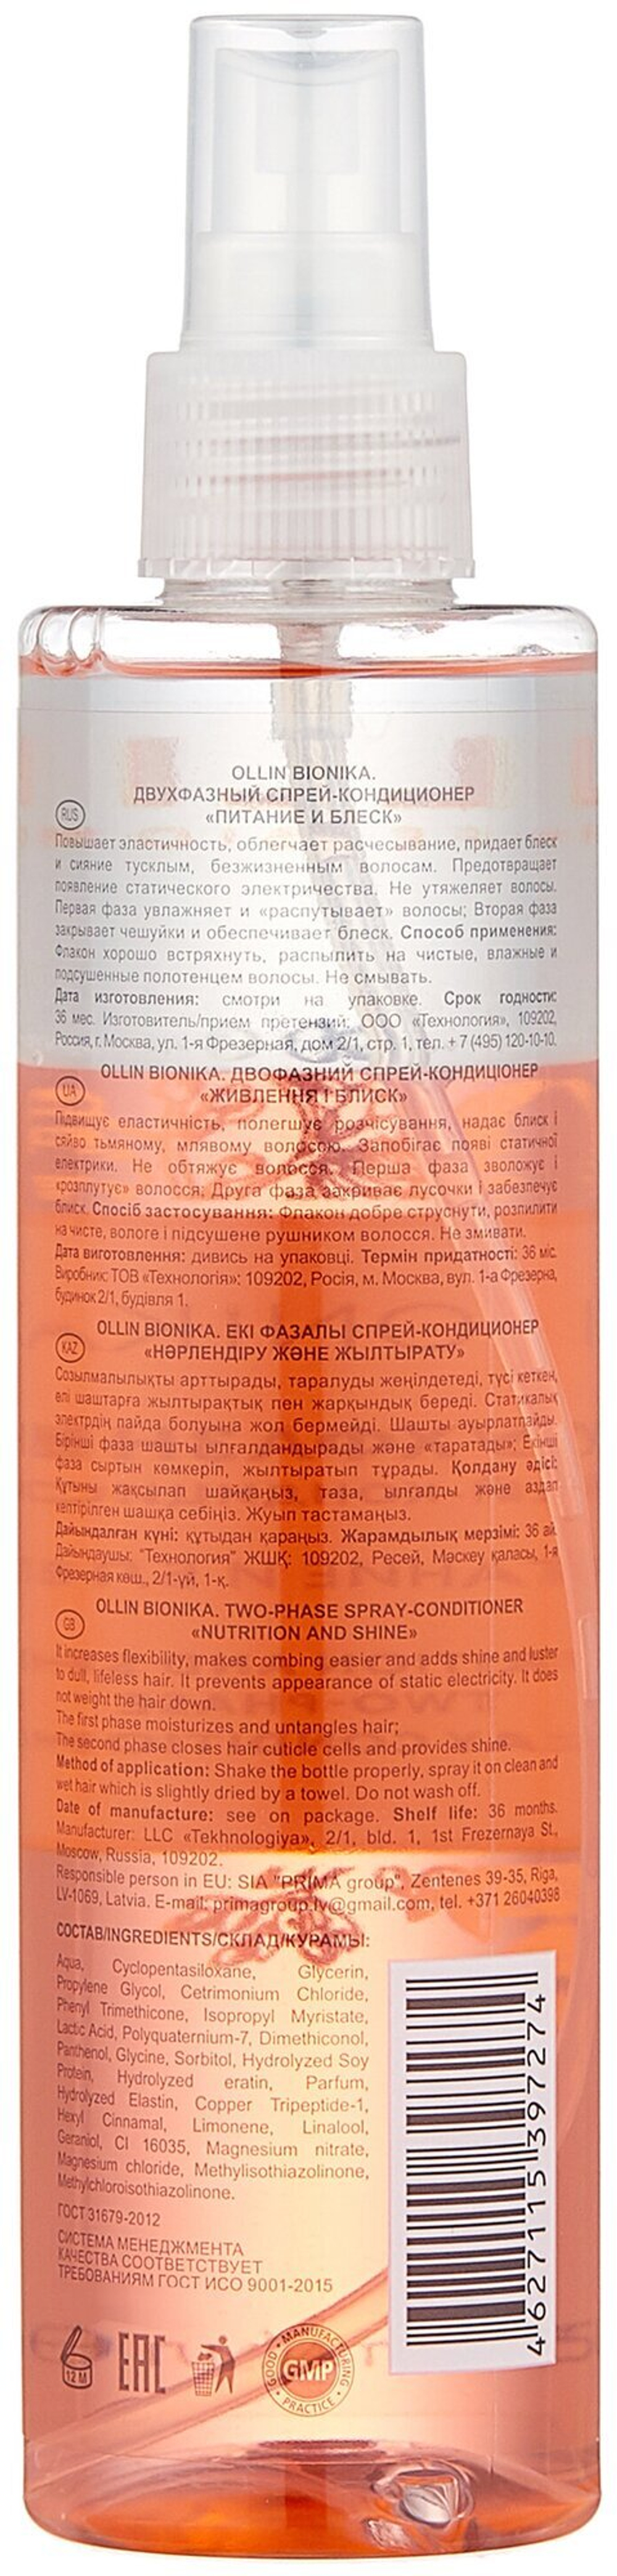 OLLIN BIONIKA.
ДВУХФАЗНЫЙ СПРЕЙ-КОНДИЦИОНЕР
«ПИТАНИЕ И БЛЕСК»
RUS
Повышает эластичность, облегчает расчесывание, придает блеск
и сияние тусклым, безжизненным волосам. Предотвращает
появление статического электричества. Не утяжеляет волосы.
Первая фаза увлажняет и «распутывает» волосы; Вторая фаза
закрывает чешуйки и обеспечивает блеск. Способ применения:
Флакон хорошо встряхнуть, распылить на чистые, влажные и
подсушенные полотенцем волосы. Не смывать.
Дата изготовления: смотри на упаковке. Срок годности:
36 мес. Изготовитель/прием претензий: ООО «Технология», 109202,
Россия, г. Москва, ул. 1-я Фрезерная, дом 2/1, стр. 1, тел. + 7 (495) 120-10-10.
OLLIN BIONIKA. ДВОФАЗНИЙ СПРЕЙ-КОНДИЦІОНЕР
«ЖИВЛЕННЯ І БЛИСК»
UA
Підвищує еластичність, полегшує розчісування, надає блиск і
сяйво тьмяному, млявому волоссю. Запобігає появі статичної
електрики. Не обтяжує волосся. Перша фаза зволожує і
«розплутує» волосся; Друга фаза закриває лусочки і забезпечує
блиск. Спосіб застосування: Флакон добре струснути, розпилити
на чисте, вологе і підсушене рушником волосся. Не змивати.
Дата виготовлення: дивись на упаковці. Термін придатності: 36 міс.
Виробник: ТОВ «Технологія»: 109202, Росія, м. Москва, вул. 1-а Фрезерна,
будинок 2/1, будівля 1.
OLLIN BIONIKA. ЕКІ ФАЗАЛЫ СПРЕЙ-КОНДИЦИОНЕР
«НӘРЛЕНДІРУ ЖӘНЕ ЖЫЛТЫРАТУ»
KAZ
Созылмалылықты арттырады, таралуды жеңілдетеді, түсі кеткен,
өлі шаштарға жылтырақтық пен жарқындық береді. Статикалық
электрдің пайда болуына жол бермейді. Шашты ауырлатпайды.
Бірінші фаза шашты ылғалдандырады және «таратады»; Екінші
фаза сыртын көмкеріп, жылтыратып тұрады. Қолдану әдісі:
Құтыны жақсылап шайқаңыз, таза, ылғалды және аздап
кептірілген шашқа себіңіз. Жуып тастамаңыз.
Дайындалған күні: құтыдан қараңыз. Жарамдылық мерзімі: 36 ай.
Дайындаушы: "Технология" ЖШҚ: 109202, Ресей, Мәскеу қаласы, 1-я
Фрезерная көш., 2/1-үй, 1-қ.
OLLIN BIONIKA. TWO-PHASE SPRAY-CONDITIONER
«NUTRITION AND SHINE»
GB
It increases flexibility, makes combing easier and adds shine and luster
to dull, lifeless hair. It prevents appearance of static electricity. It does
not weight the hair down.
The first phase moisturizes and untangles hair;
The second phase closes hair cuticle cells and provides shine.
Method of application: Shake the bottle properly, spray it on clean and
wet hair which is slightly dried by a towel. Do not wash off.
Date of manufacture: see on package. Shelf life: 36 months.
Manufacturer: LLC «Tekhnologiya», 2/1, bld. 1, 1st Frezernaya St.,
Moscow, Russia, 109202.
Responsible person in EU: SIA "PRIMA group", Zentenes 39-35, Riga,
LV-1069, Latvia. E-mail: primagroup.lv@gmail.com, tel. +371 26040398
СОСТАВ/INGREDIENTS/СКЛАД/КУРАМЫ:
Aqua, Cyclopentasiloxane, Glycerin,
Propylene Glycol, Cetrimonium Chloride,
Phenyl Trimethicone, Isopropyl Myristate,
Lactic Acid, Polyquaternium-7, Dimethiconol,
Panthenol, Glycine, Sorbitol, Hydrolyzed Soy
Protein, Hydrolyzed eratin, Parfum,
Hydrolyzed Elastin, Copper Tripeptide-1,
Hexyl Cinnamal, Limonene, Linalool,
Geraniol, CI 16035, Magnesium nitrate,
Magnesium chloride, Methylisothiazolinone,
Methylchloroisothiazolinone.
ГОСТ 31679-2012
СИСТЕМА МЕНЕДЖМЕНТА
КАЧЕСТВА СООТВЕТСТВУЕТ
ТРЕБОВАНИЯМ ГОСТ ИСО 9001-2015
4627115397274
12 M
EAC
GOOD • MANUFACTURING • PRACTICE •
GMP